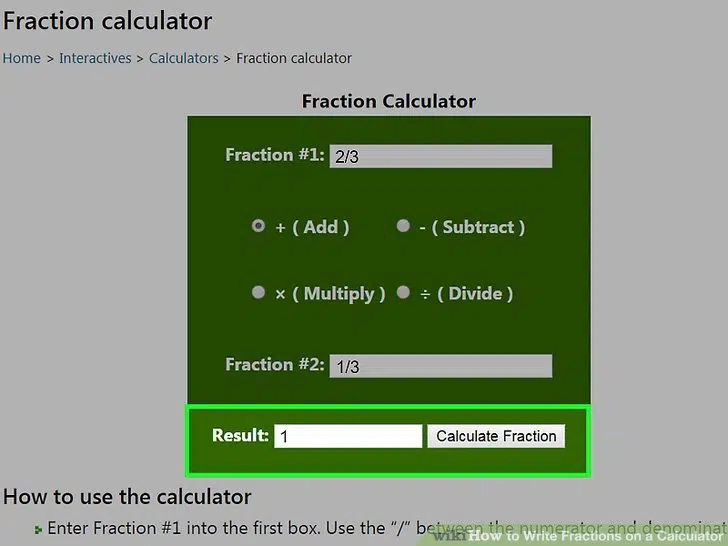 Fraction calculator
Home > Interactives > Calculators > Fraction calculator
Fraction Calculator
Fraction #1: 2/3
+ ( Add ) - ( Subtract )
× ( Multiply ) ÷ ( Divide )
Fraction #2: 1/3
Result: 1 Calculate Fraction
How to use the calculator
Enter Fraction #1 into the first box. Use the “/” between the numerator and denominat
wikiHow to Write Fractions on a Calculator